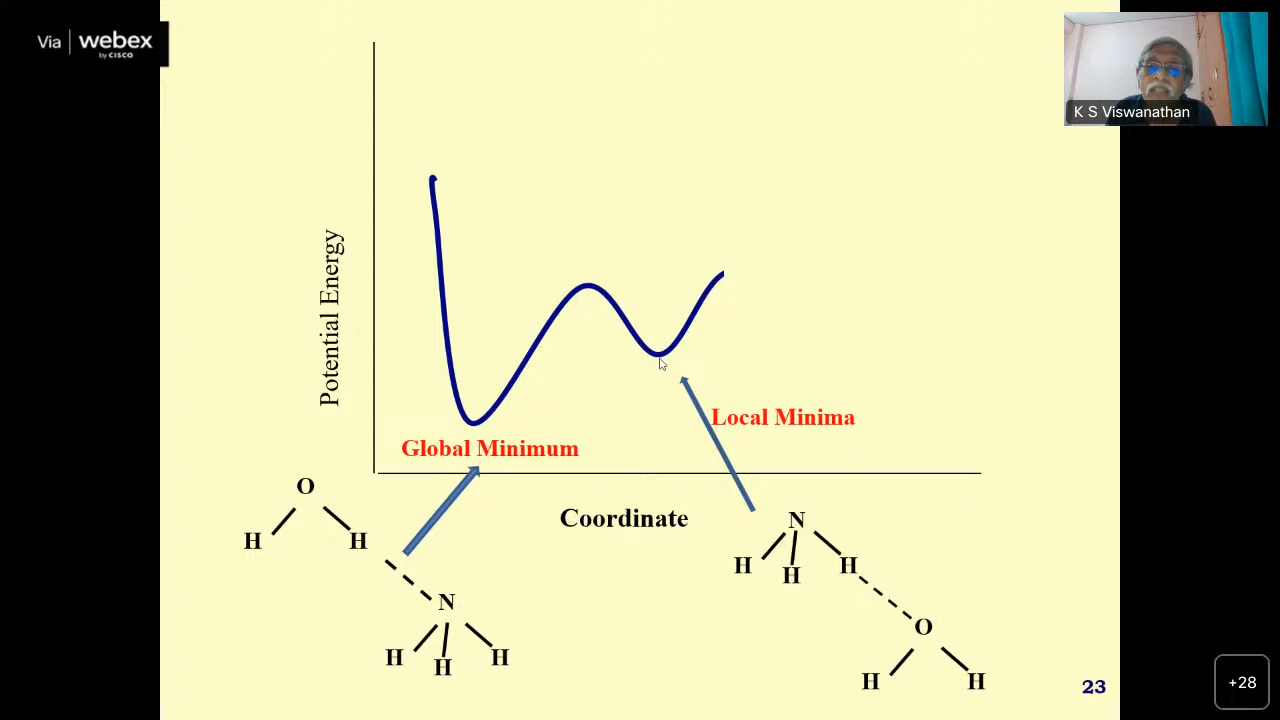 Via webex
by CISCO
K S Viswanathan
Potential Energy
Local Minima
Global Minimum
Coordinate
O
H H
N
H H H
N
H H H
O
H H
23
+28